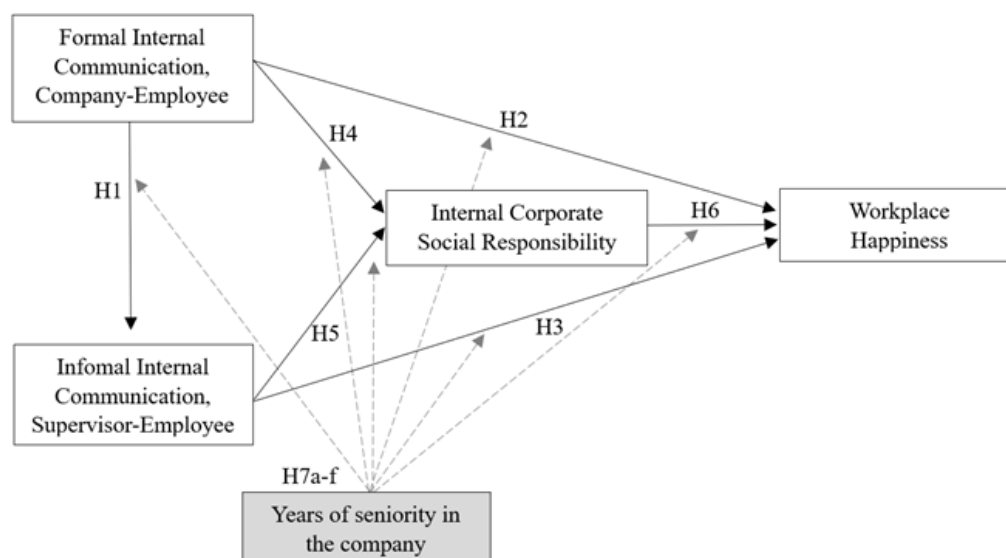 Formal Internal
Communication,
Company-Employee
H2
H4
H1
Internal Corporate
Social Responsibility
H6
Workplace
Happiness
H5
H3
Infomal Internal
Communication,
Supervisor-Employee
H7a-f
Years of seniority in
the company